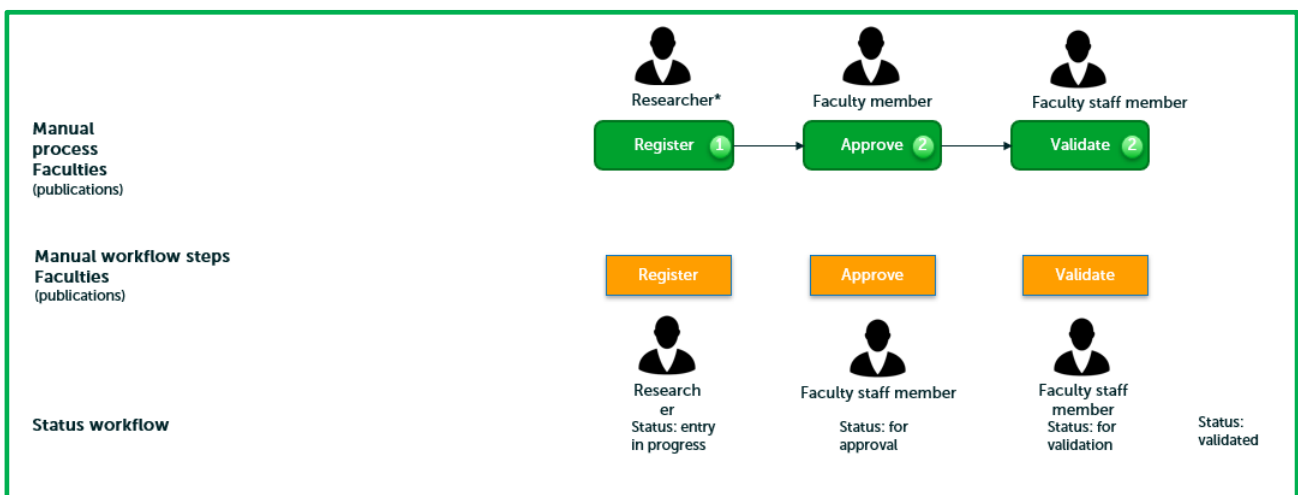 Researcher*
Faculty member
Faculty staff member
Manual
process
Faculties
(publications)
Register 1
Approve 2
Validate 2
Manual workflow steps
Faculties
(publications)
Register
Approve
Validate
Research
er
Faculty staff member
Faculty staff
member
Status workflow
Status: entry
in progress
Status: for
approval
Status: for
validation
Status:
validated